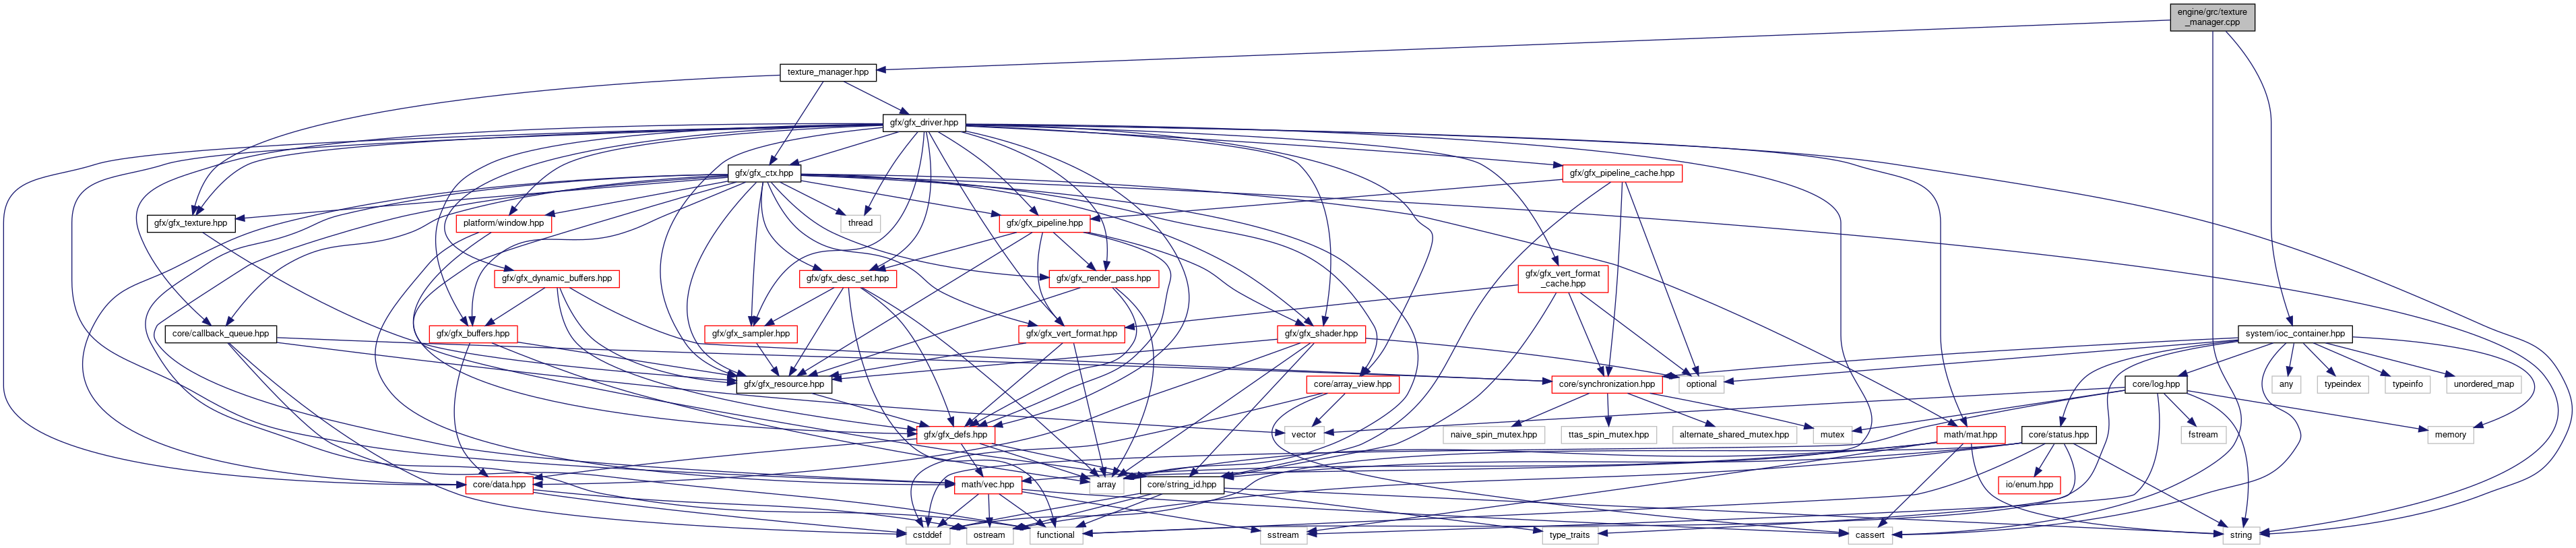 engine/grc/texture
_manager.cpp
texture_manager.hpp
gfx/gfx_driver.hpp
gfx/gfx_ctx.hpp
gfx/gfx_pipeline_cache.hpp
gfx/gfx_texture.hpp
platform/window.hpp
thread
gfx/gfx_pipeline.hpp
gfx/gfx_dynamic_buffers.hpp
gfx/gfx_desc_set.hpp
gfx/gfx_render_pass.hpp
gfx/gfx_vert_format
_cache.hpp
core/callback_queue.hpp
gfx/gfx_buffers.hpp
gfx/gfx_sampler.hpp
gfx/gfx_vert_format.hpp
gfx/gfx_shader.hpp
system/ioc_container.hpp
gfx/gfx_resource.hpp
core/array_view.hpp
core/synchronization.hpp
optional
core/log.hpp
any
typeindex
typeinfo
unordered_map
gfx/gfx_defs.hpp
vector
naive_spin_mutex.hpp
ttas_spin_mutex.hpp
alternate_shared_mutex.hpp
mutex
math/mat.hpp
core/status.hpp
fstream
memory
core/data.hpp
math/vec.hpp
array
core/string_id.hpp
io/enum.hpp
cstddef
ostream
functional
sstream
type_traits
cassert
string